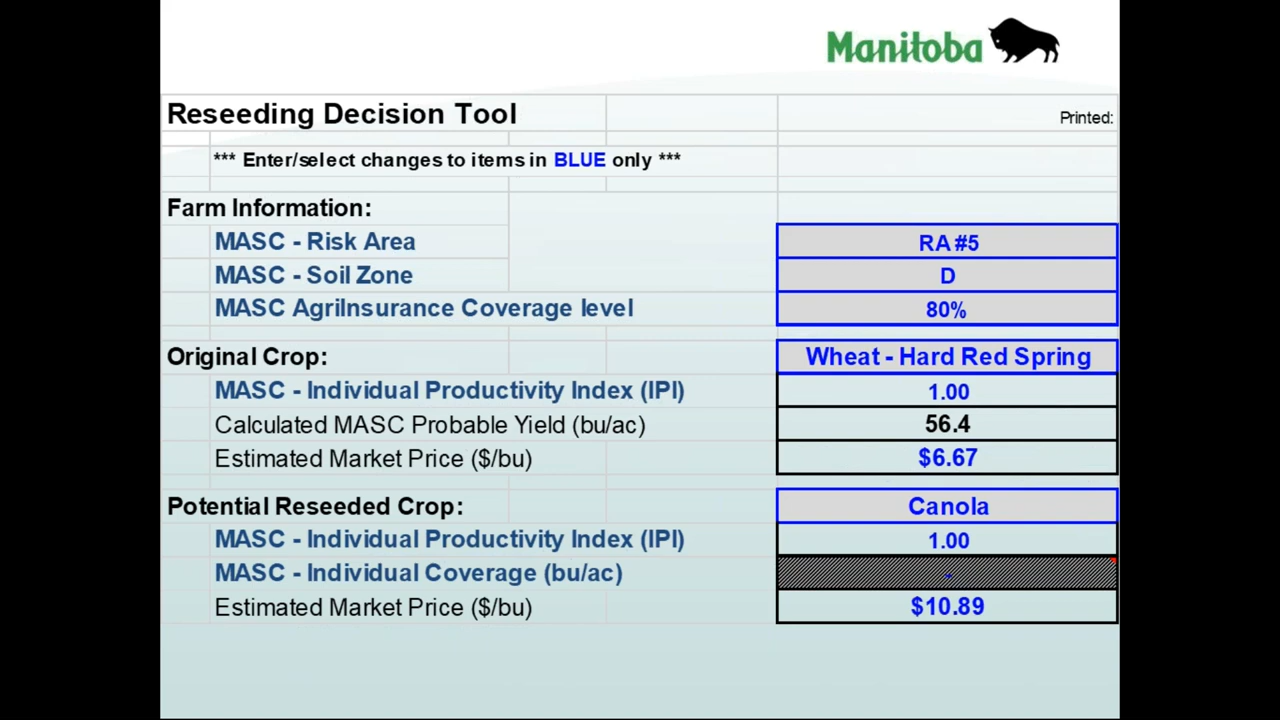 Manitoba
Reseeding Decision Tool
Printed:
*** Enter/select changes to items in BLUE only ***
Farm Information:
MASC - Risk Area RA #5
MASC - Soil Zone D
MASC AgriInsurance Coverage level 80%
Original Crop: Wheat - Hard Red Spring
MASC - Individual Productivity Index (IPI) 1.00
Calculated MASC Probable Yield (bu/ac) 56.4
Estimated Market Price ($/bu) $6.67
Potential Reseeded Crop: Canola
MASC - Individual Productivity Index (IPI) 1.00
MASC - Individual Coverage (bu/ac) -
Estimated Market Price ($/bu) $10.89